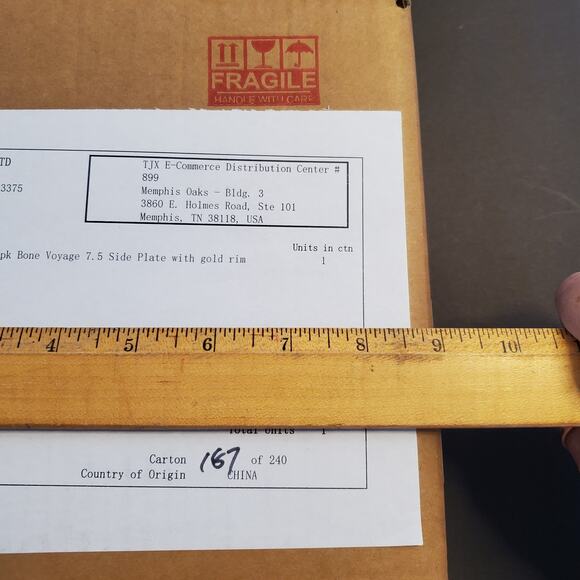 FRAGILE
HANDLE WITH CARE
TD
3375
TJX E-Commerce Distribution Center #
899
Memphis Oaks - Bldg. 3
3860 E. Holmes Road, Ste 101
Memphis, TN 38118, USA
Units in ctn
pk Bone Voyage 7.5 Side Plate with gold rim 1
4 5 6 7 8 9 10
Total Units 1
Carton 167 of 240
Country of Origin CHINA